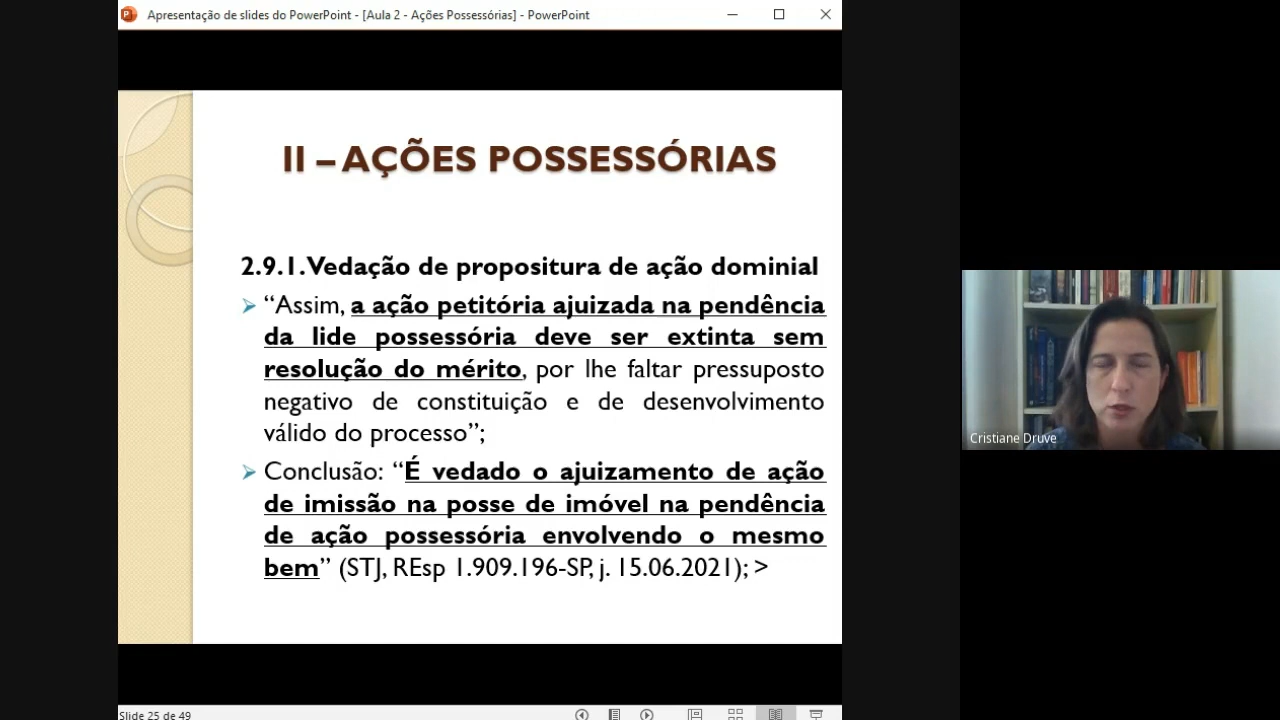 Apresentação de slides do PowerPoint - [Aula 2 - Ações Possessórias] - PowerPoint
II – AÇÕES POSSESSÓRIAS
2.9.1. Vedação de propositura de ação dominial
“Assim, a ação petitória ajuizada na pendência
da lide possessória deve ser extinta sem
resolução do mérito, por lhe faltar pressuposto
negativo de constituição e de desenvolvimento
válido do processo”;
Conclusão: “É vedado o ajuizamento de ação
de imissão na posse de imóvel na pendência
de ação possessória envolvendo o mesmo
bem” (STJ, REsp 1.909.196-SP, j. 15.06.2021); >
Cristiane Druve
Slide 25 de 49